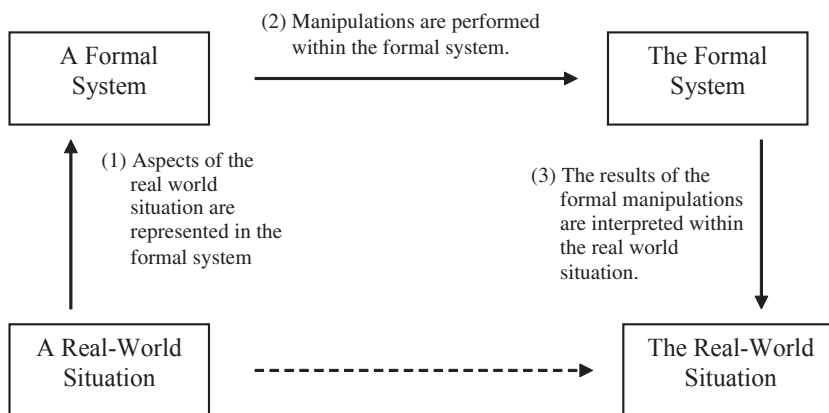 (2) Manipulations are performed
within the formal system.
A Formal
System
The Formal
System
(1) Aspects of the
real world
situation are
represented in the
formal system
(3) The results of the
formal manipulations
are interpreted within
the real world
situation.
A Real-World
Situation
The Real-World
Situation